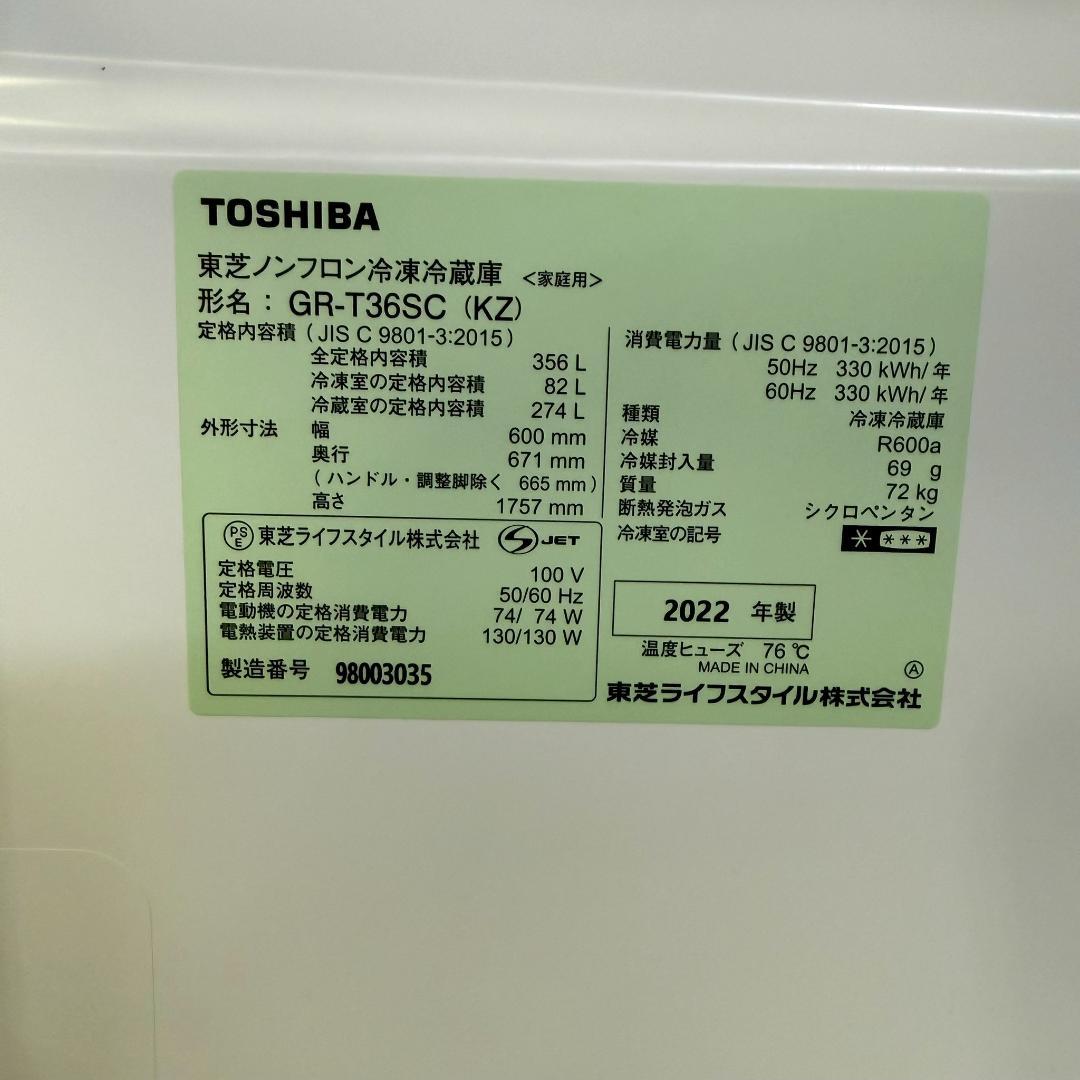 TOSHIBA
東芝ノンフロン冷凍冷蔵庫 <家庭用>
形名： GR-T36SC (KZ)
定格内容積 ( JIS C 9801-3:2015 )
全定格内容積 356 L
冷凍室の定格内容積 82 L
冷蔵室の定格内容積 274 L
外形寸法 幅 600 mm
奥行 671 mm
( ハンドル・調整脚除く 665 mm )
高さ 1757 mm
PS E 東芝ライフスタイル株式会社 S JET
定格電圧 100 V
定格周波数 50/60 Hz
電動機の定格消費電力 74/ 74 W
電熱装置の定格消費電力 130/130 W
製造番号 98003035
消費電力量 ( JIS C 9801-3:2015 )
50Hz 330 kWh/年
60Hz 330 kWh/年
種類 冷凍冷蔵庫
冷媒 R600a
冷媒封入量 69 g
質量 72 kg
断熱発泡ガス シクロペンタン
冷凍室の記号 * ***
2022 年製
温度ヒューズ 76 ℃
MADE IN CHINA Ⓐ
東芝ライフスタイル株式会社